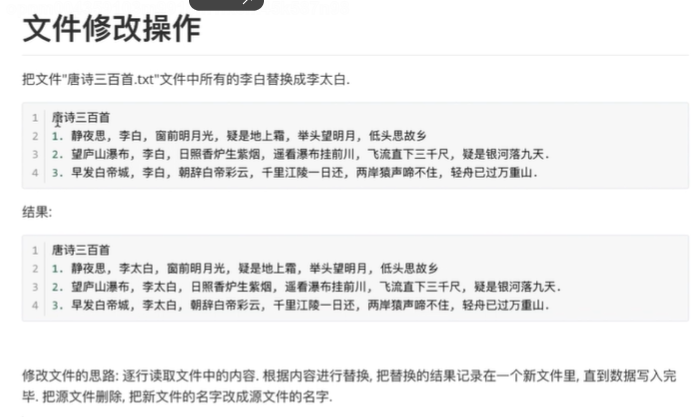 文件修改操作
把文件"唐诗三百首.txt"文件中所有的李白替换成李太白.
1 唐诗三百首
2 1. 静夜思, 李白, 窗前明月光, 疑是地上霜, 举头望明月, 低头思故乡
3 2. 望庐山瀑布, 李白, 日照香炉生紫烟, 遥看瀑布挂前川, 飞流直下三千尺, 疑是银河落九天.
4 3. 早发白帝城, 李白, 朝辞白帝彩云, 千里江陵一日还, 两岸猿声啼不住, 轻舟已过万重山.
结果:
1 唐诗三百首
2 1. 静夜思, 李太白, 窗前明月光, 疑是地上霜, 举头望明月, 低头思故乡
3 2. 望庐山瀑布, 李太白, 日照香炉生紫烟, 遥看瀑布挂前川, 飞流直下三千尺, 疑是银河落九天.
4 3. 早发白帝城, 李太白, 朝辞白帝彩云, 千里江陵一日还, 两岸猿声啼不住, 轻舟已过万重山.
修改文件的思路: 逐行读取文件中的内容. 根据内容进行替换, 把替换的结果记录在一个新文件里, 直到数据写入完
毕. 把源文件删除, 把新文件的名字改成源文件的名字.